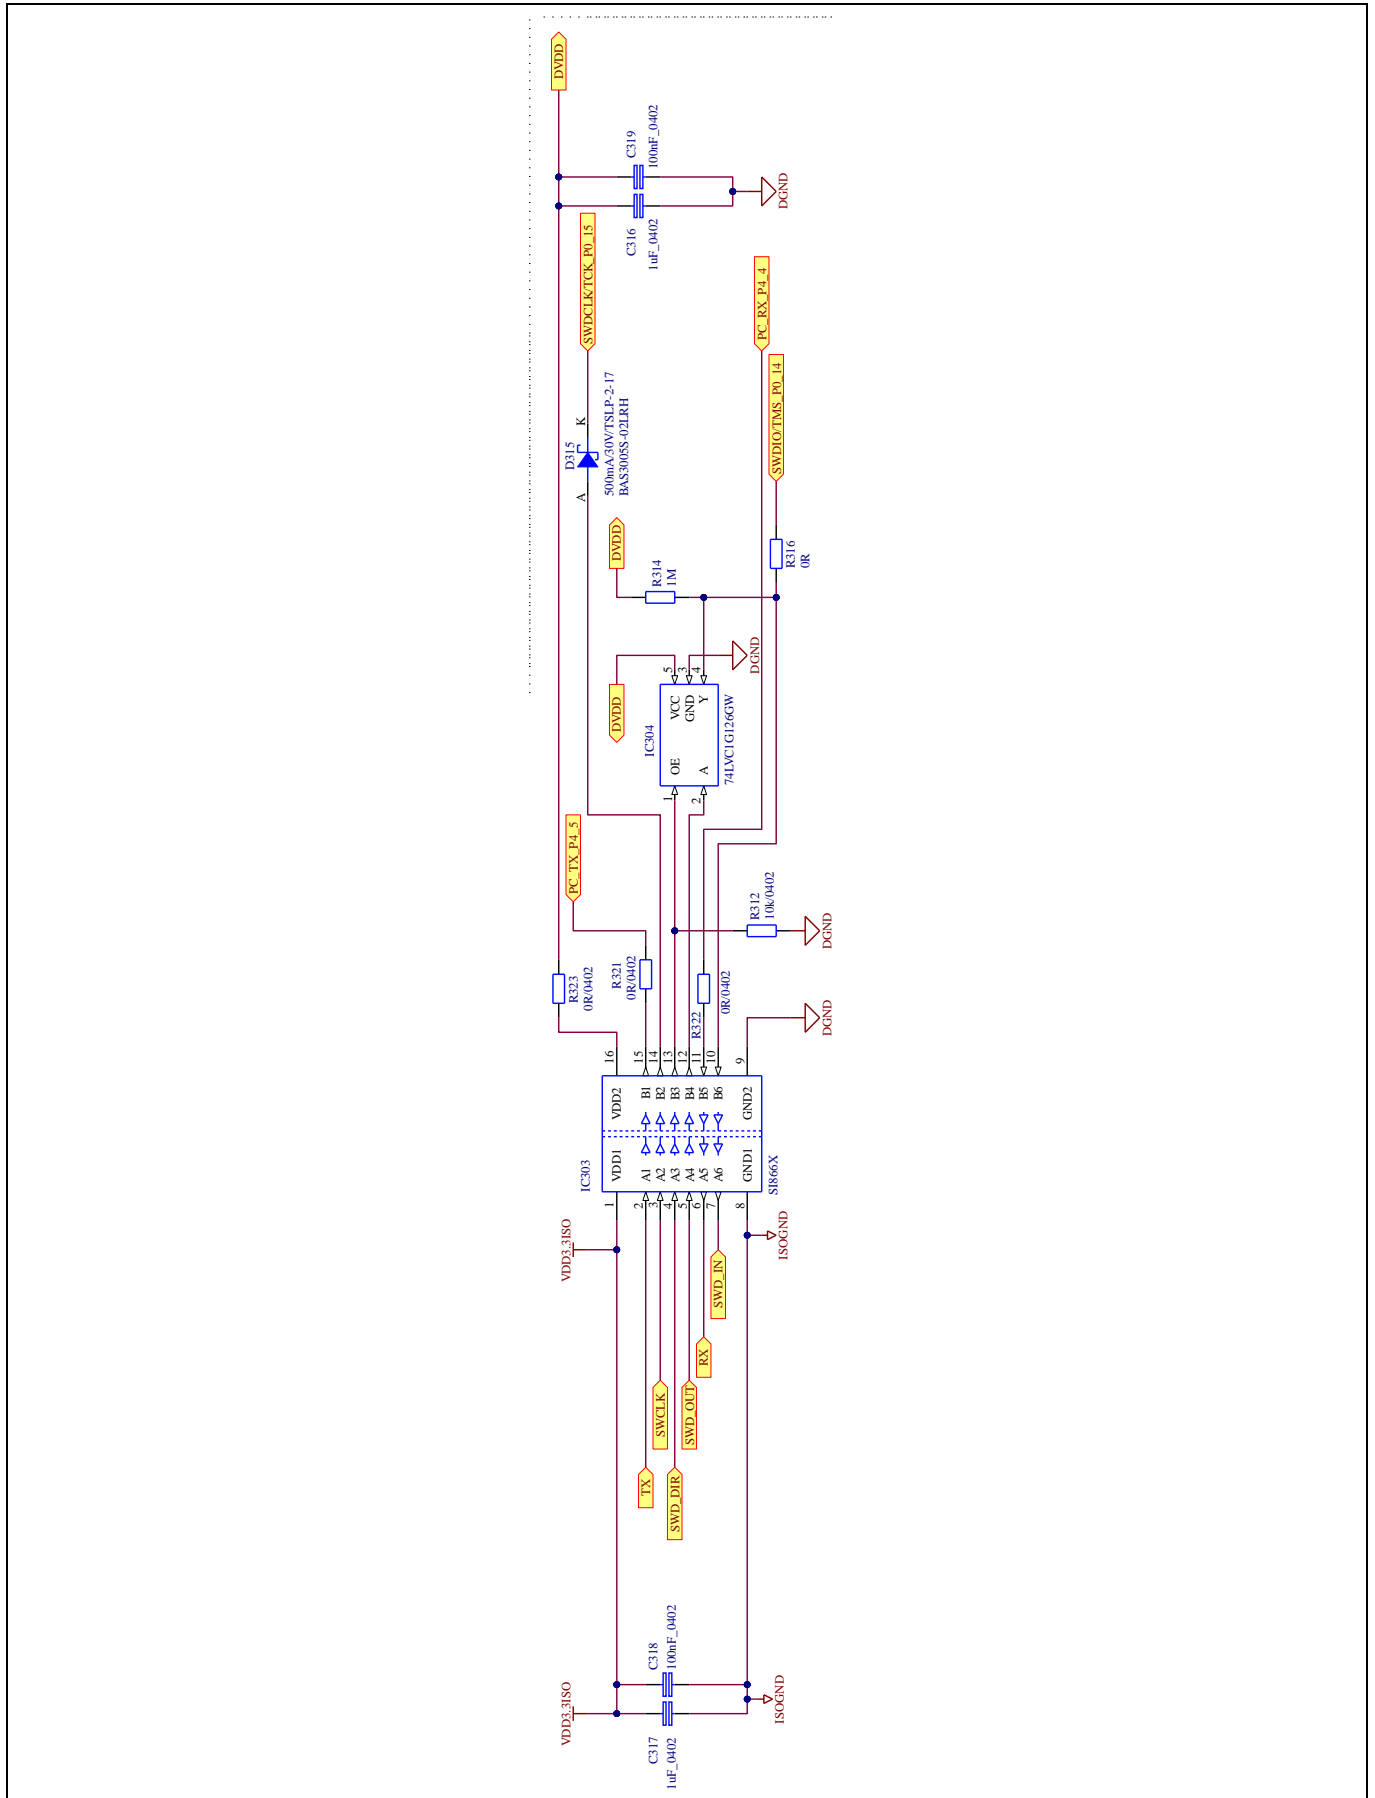 DVDD
C319
100nF_0402
C316
1uF_0402
DGND
SWDCLK/TCK_P0_15
PC_RX_P4_4
SWDIO/TMS_P0_14
K
D315
A
500mA/30V/TSLP-2-17
BAS3005S-02LRH
DVDD
R314
1M
R316
0R
DGND
DVDD
5
3
4
VCC
GND
Y
IC304
OE
A
74LVC1G126GW
1
2
PC_TX_P4_5
R312
10k/0402
DGND
R323
0R/0402
R321
0R/0402
R322
0R/0402
DGND
16
15
14
13
12
11
10
9
VDD2
B1
B2
B3
B4
B5
B6
GND2
IC303
VDD1
A1
A2
A3
A4
A5
A6
GND1
SI866X
1
2
3
4
5
6
7
8
VDD3.3ISO
ISOGND
SWD_IN
RX
SWCLK
SWD_OUT
TX
SWD_DIR
C318
100nF_0402
VDD3.3ISO
ISOGND
C317
1uF_0402